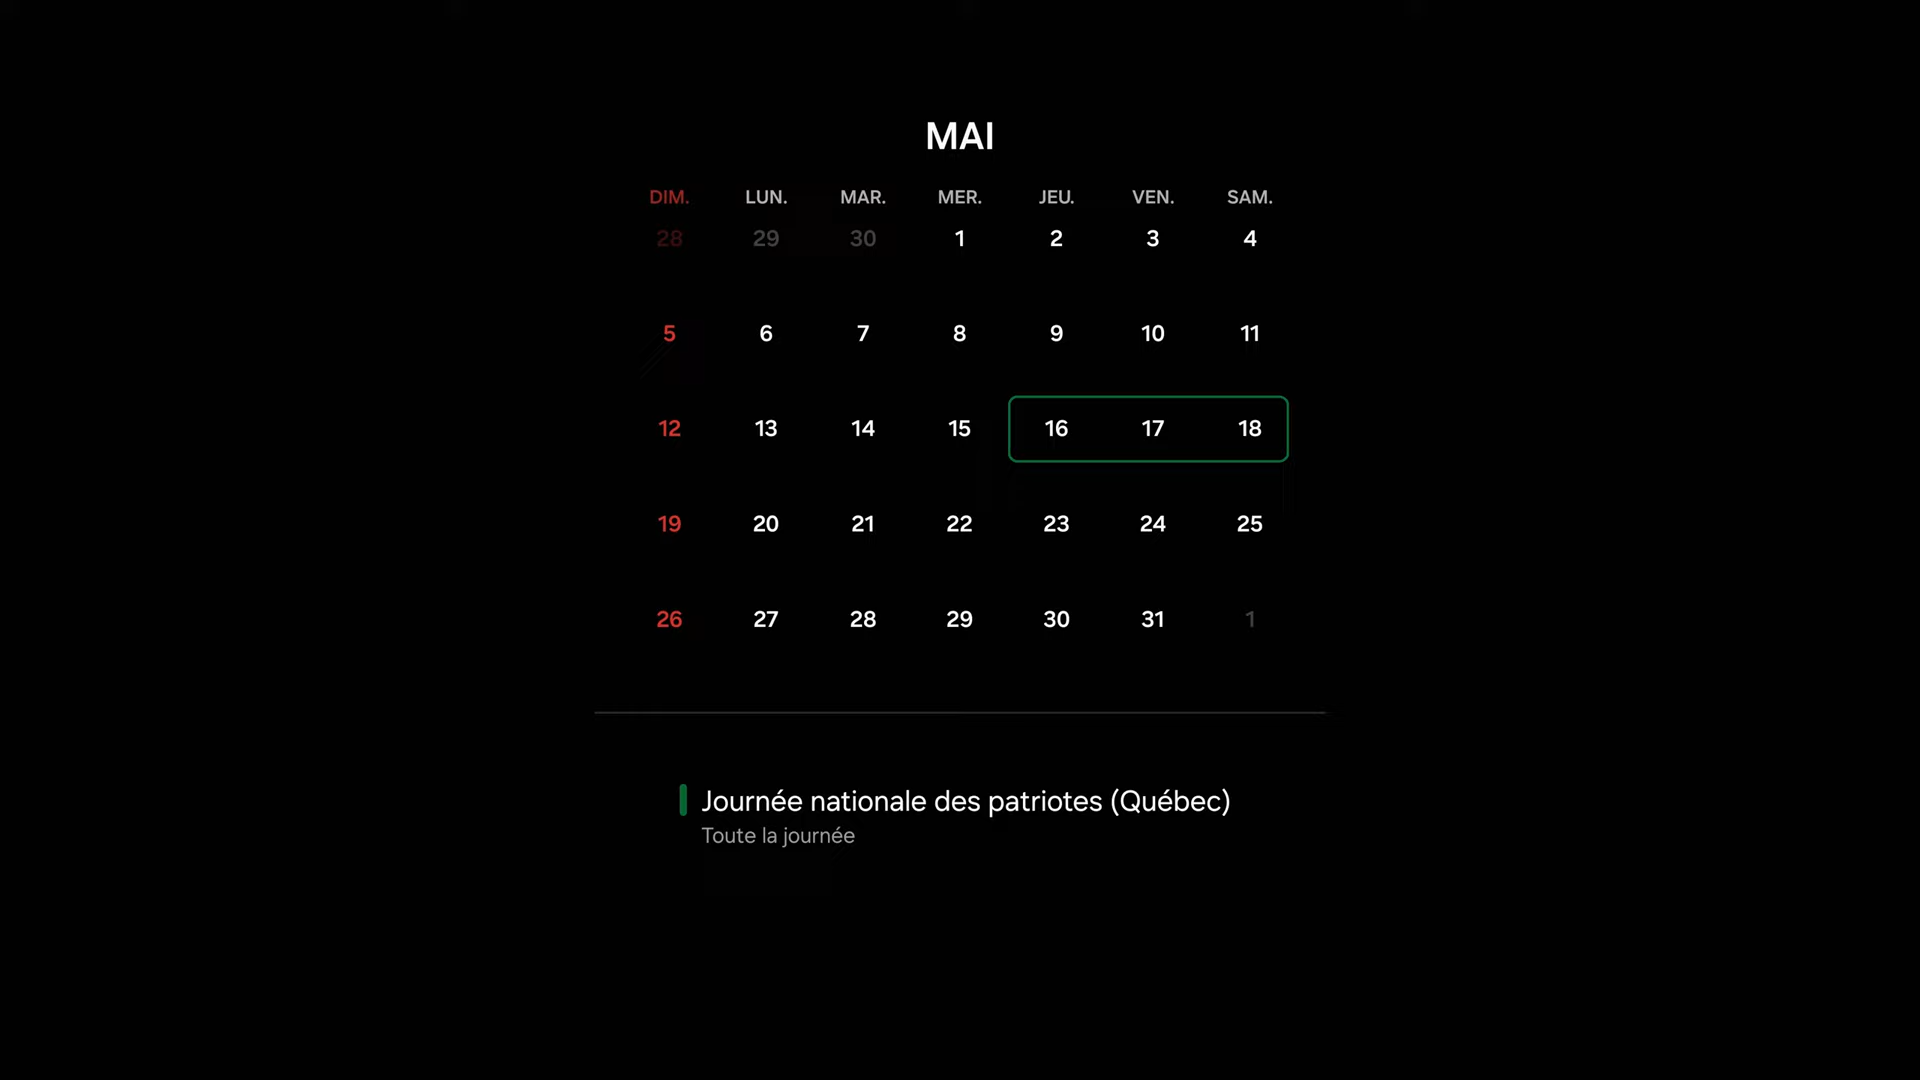 MAI
DIM. LUN. MAR. MER. JEU. VEN. SAM.
28 29 30 1 2 3 4
5 6 7 8 9 10 11
12 13 14 15 16 17 18
19 20 21 22 23 24 25
26 27 28 29 30 31 1
Journée nationale des patriotes (Québec)
Toute la journée